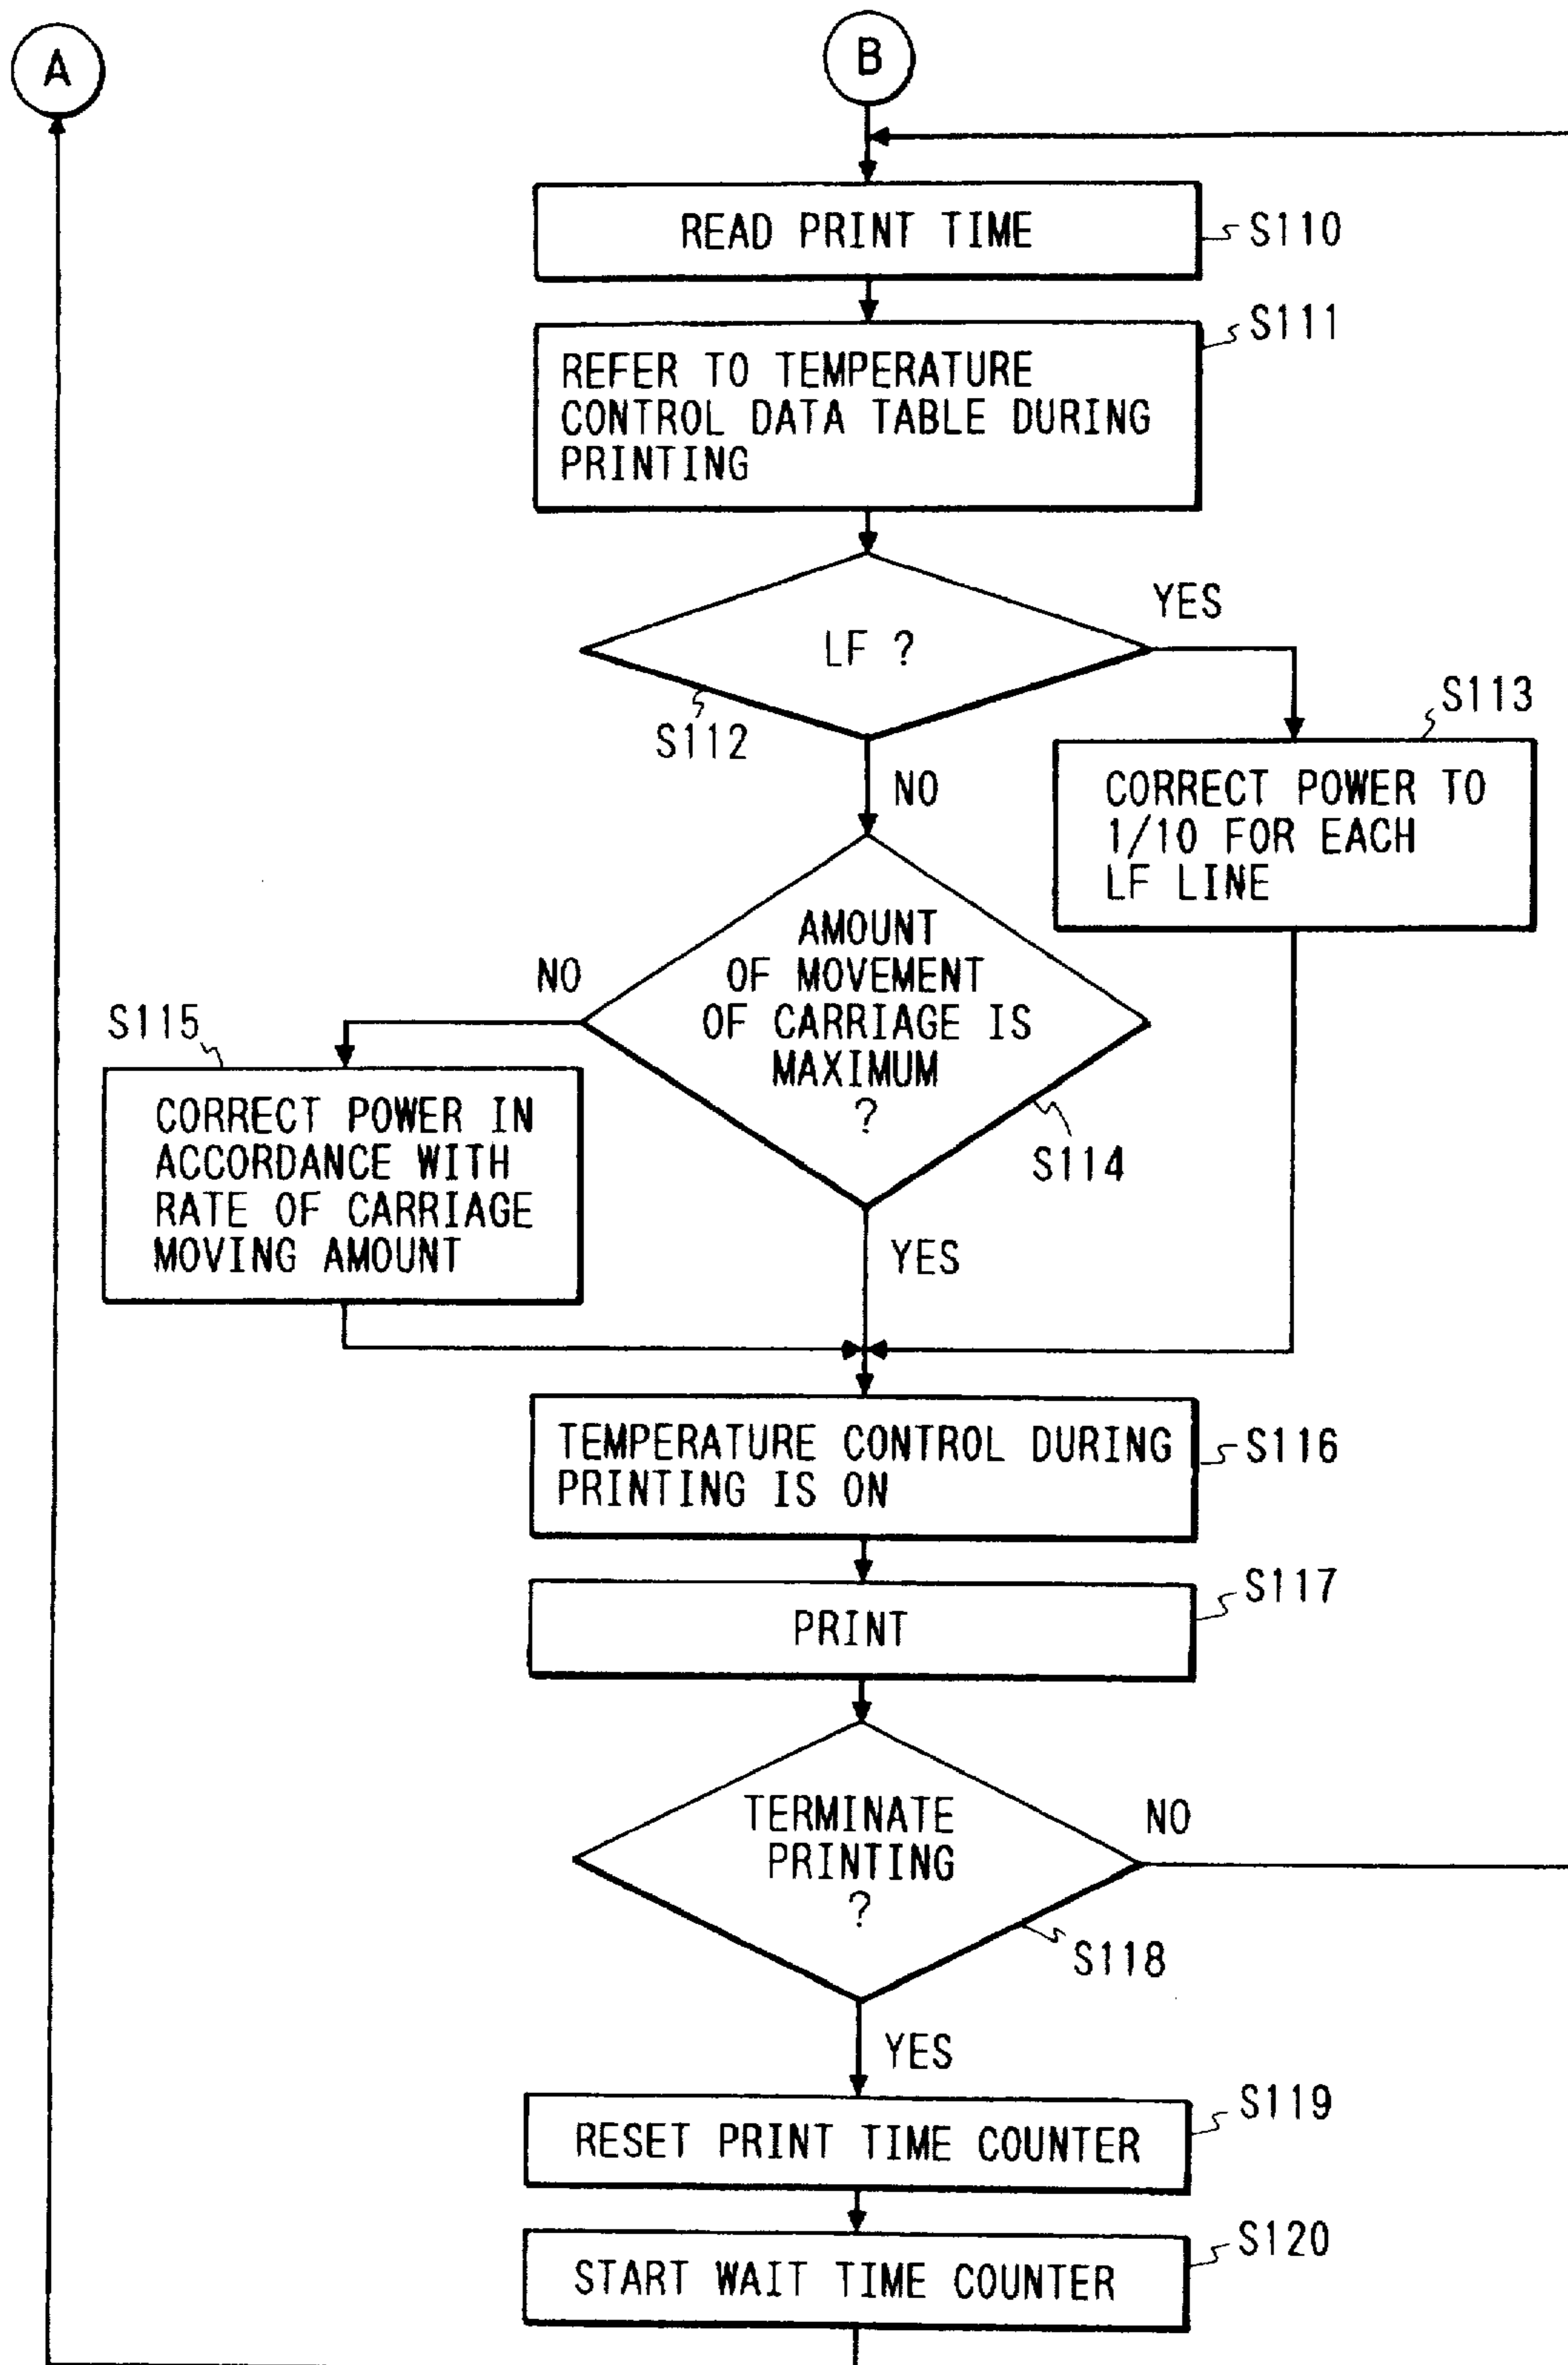 A
B
READ PRINT TIME
S110
S111
REFER TO TEMPERATURE
CONTROL DATA TABLE DURING
PRINTING
YES
LF ?
S112
S113
NO
CORRECT POWER TO
1/10 FOR EACH
LF LINE
AMOUNT
OF MOVEMENT
OF CARRIAGE IS
MAXIMUM
?
NO
S114
S115
CORRECT POWER IN
ACCORDANCE WITH
RATE OF CARRIAGE
MOVING AMOUNT
YES
TEMPERATURE CONTROL DURING
PRINTING IS ON
S116
S117
PRINT
TERMINATE
PRINTING
?
NO
S118
YES
S119
RESET PRINT TIME COUNTER
S120
START WAIT TIME COUNTER